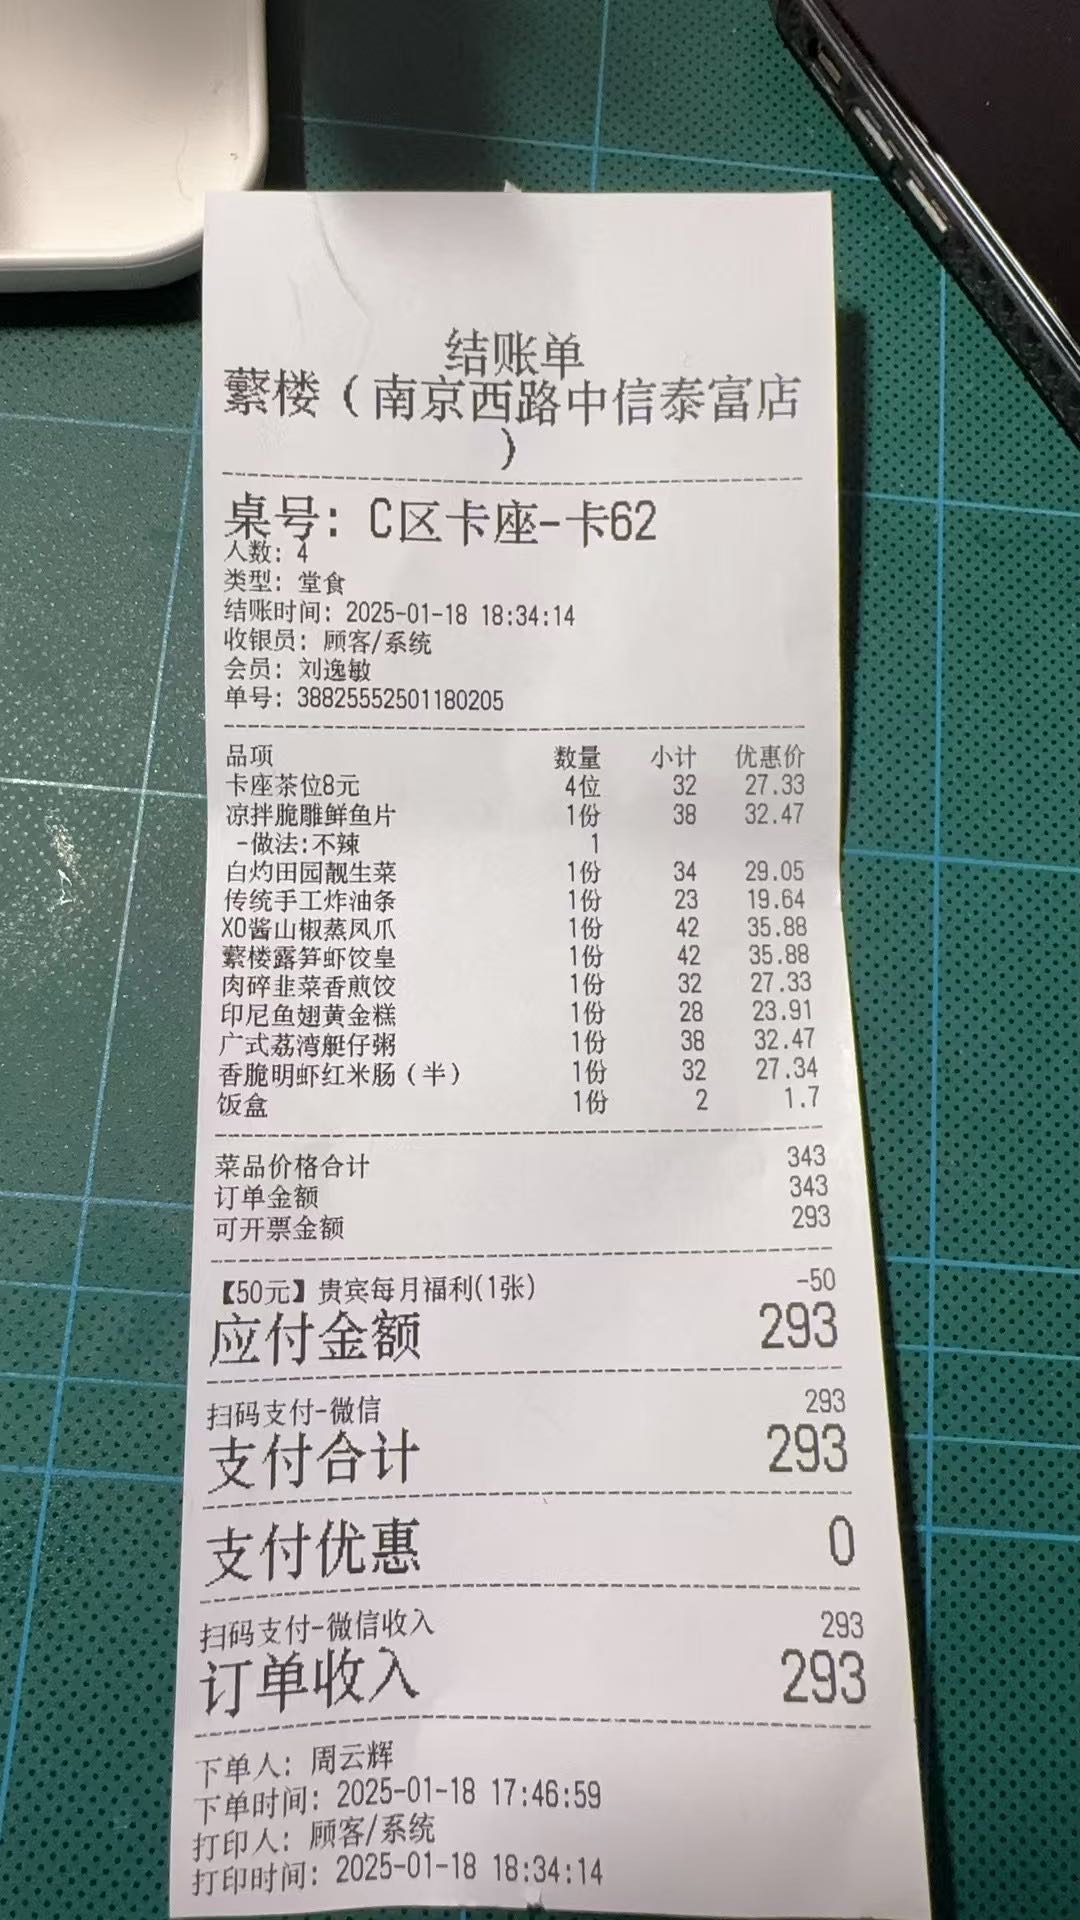 结账单
蘩楼（南京西路中信泰富店
）
桌号: C区卡座-卡62
人数: 4
类型: 堂食
结账时间: 2025-01-18 18:34:14
收银员: 顾客/系统
会员: 刘逸敏
单号: 38825552501180205
品项 数量 小计 优惠价
卡座茶位8元 4位 32 27.33
凉拌脆雕鲜鱼片 1份 38 32.47
-做法:不辣 1
白灼田园靓生菜 1份 34 29.05
传统手工炸油条 1份 23 19.64
XO酱山椒蒸凤爪 1份 42 35.88
蘩楼露笋虾饺皇 1份 42 35.88
肉碎韭菜香煎饺 1份 32 27.33
印尼鱼翅黄金糕 1份 28 23.91
广式荔湾艇仔粥 1份 38 32.47
香脆明虾红米肠（半） 1份 32 27.34
饭盒 1份 2 1.7
菜品价格合计 343
订单金额 343
可开票金额 293
【50元】贵宾每月福利(1张) -50
应付金额 293
扫码支付-微信 293
支付合计 293
支付优惠 0
扫码支付-微信收入 293
订单收入 293
下单人: 周云辉
下单时间: 2025-01-18 17:46:59
打印人: 顾客/系统
打印时间: 2025-01-18 18:34:14